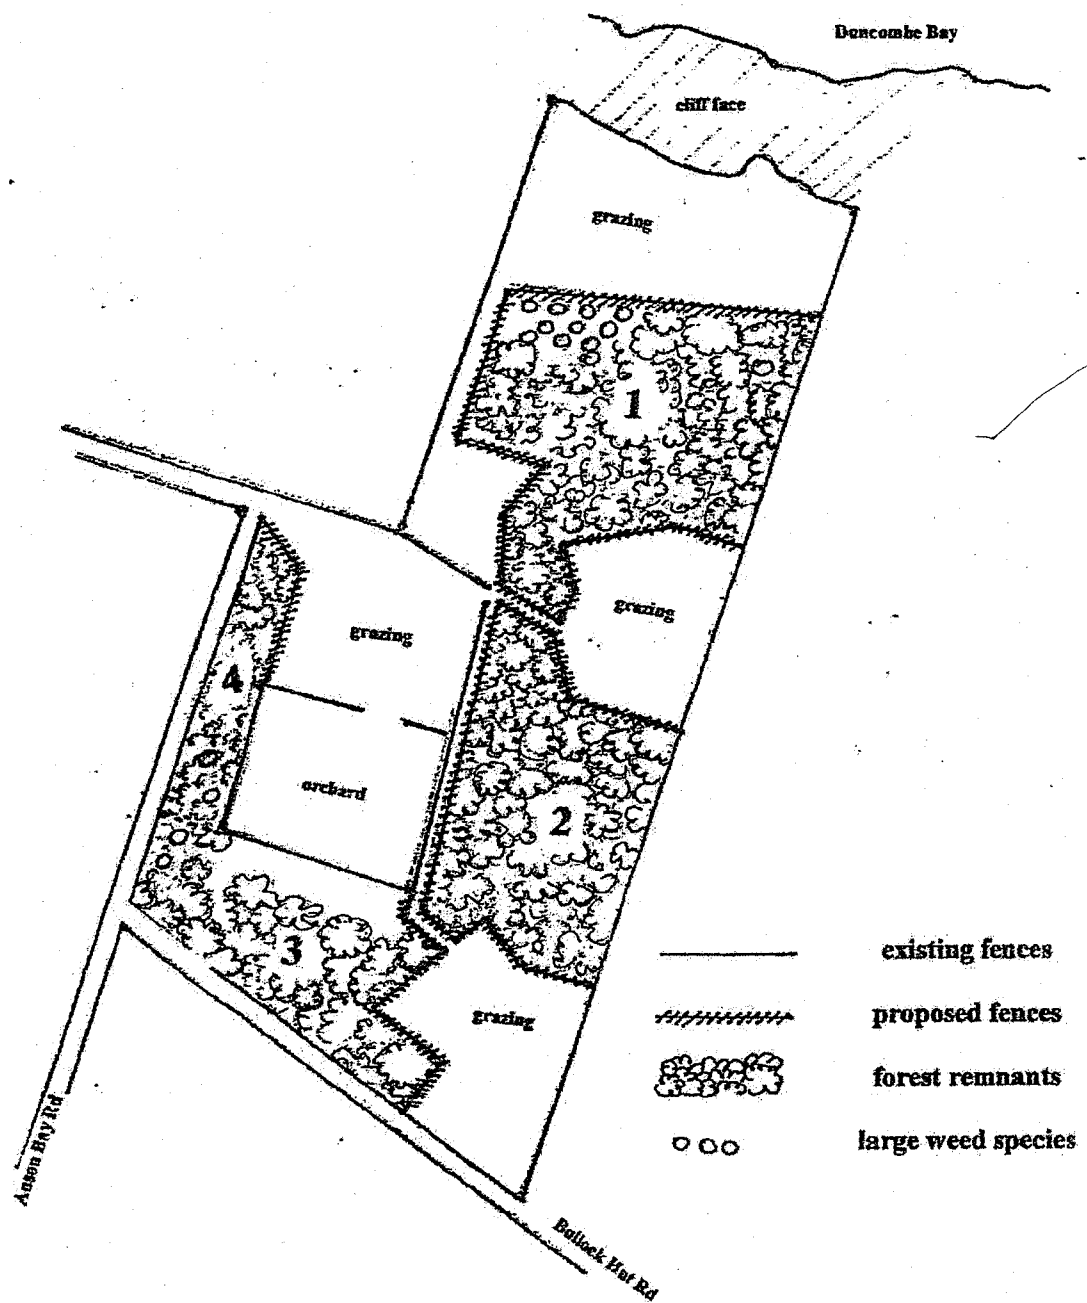 Duncombe Bay
cliff face
grazing
1
grazing
grazing
4
orchard
2
3
grazing
existing fences
proposed fences
forest remnants
large weed species
Anson Bay Rd
Bullock Hut Rd